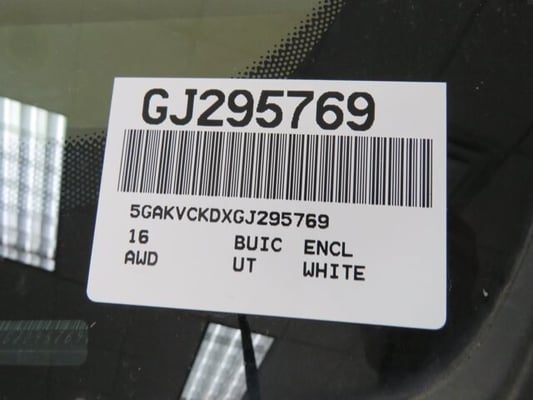 GJ295769
5GAKVCKDXGJ295769
16 BUIC ENCL
AWD UT WHITE